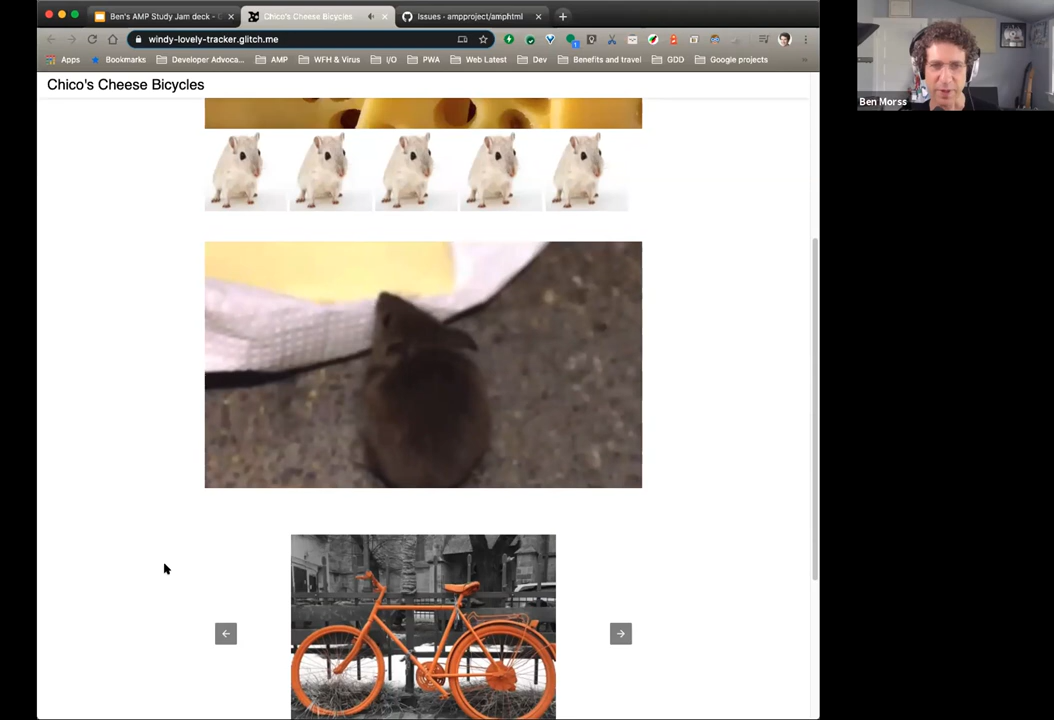 Ben's AMP Study Jam deck - G
Chico's Cheese Bicycles
Issues · ampproject/amphtml
windy-lovely-tracker.glitch.me
Apps
Bookmarks
Developer Advoca...
AMP
WFH & Virus
I/O
PWA
Web Latest
Dev
Benefits and travel
GDD
Google projects
Chico's Cheese Bicycles
Ben Morss